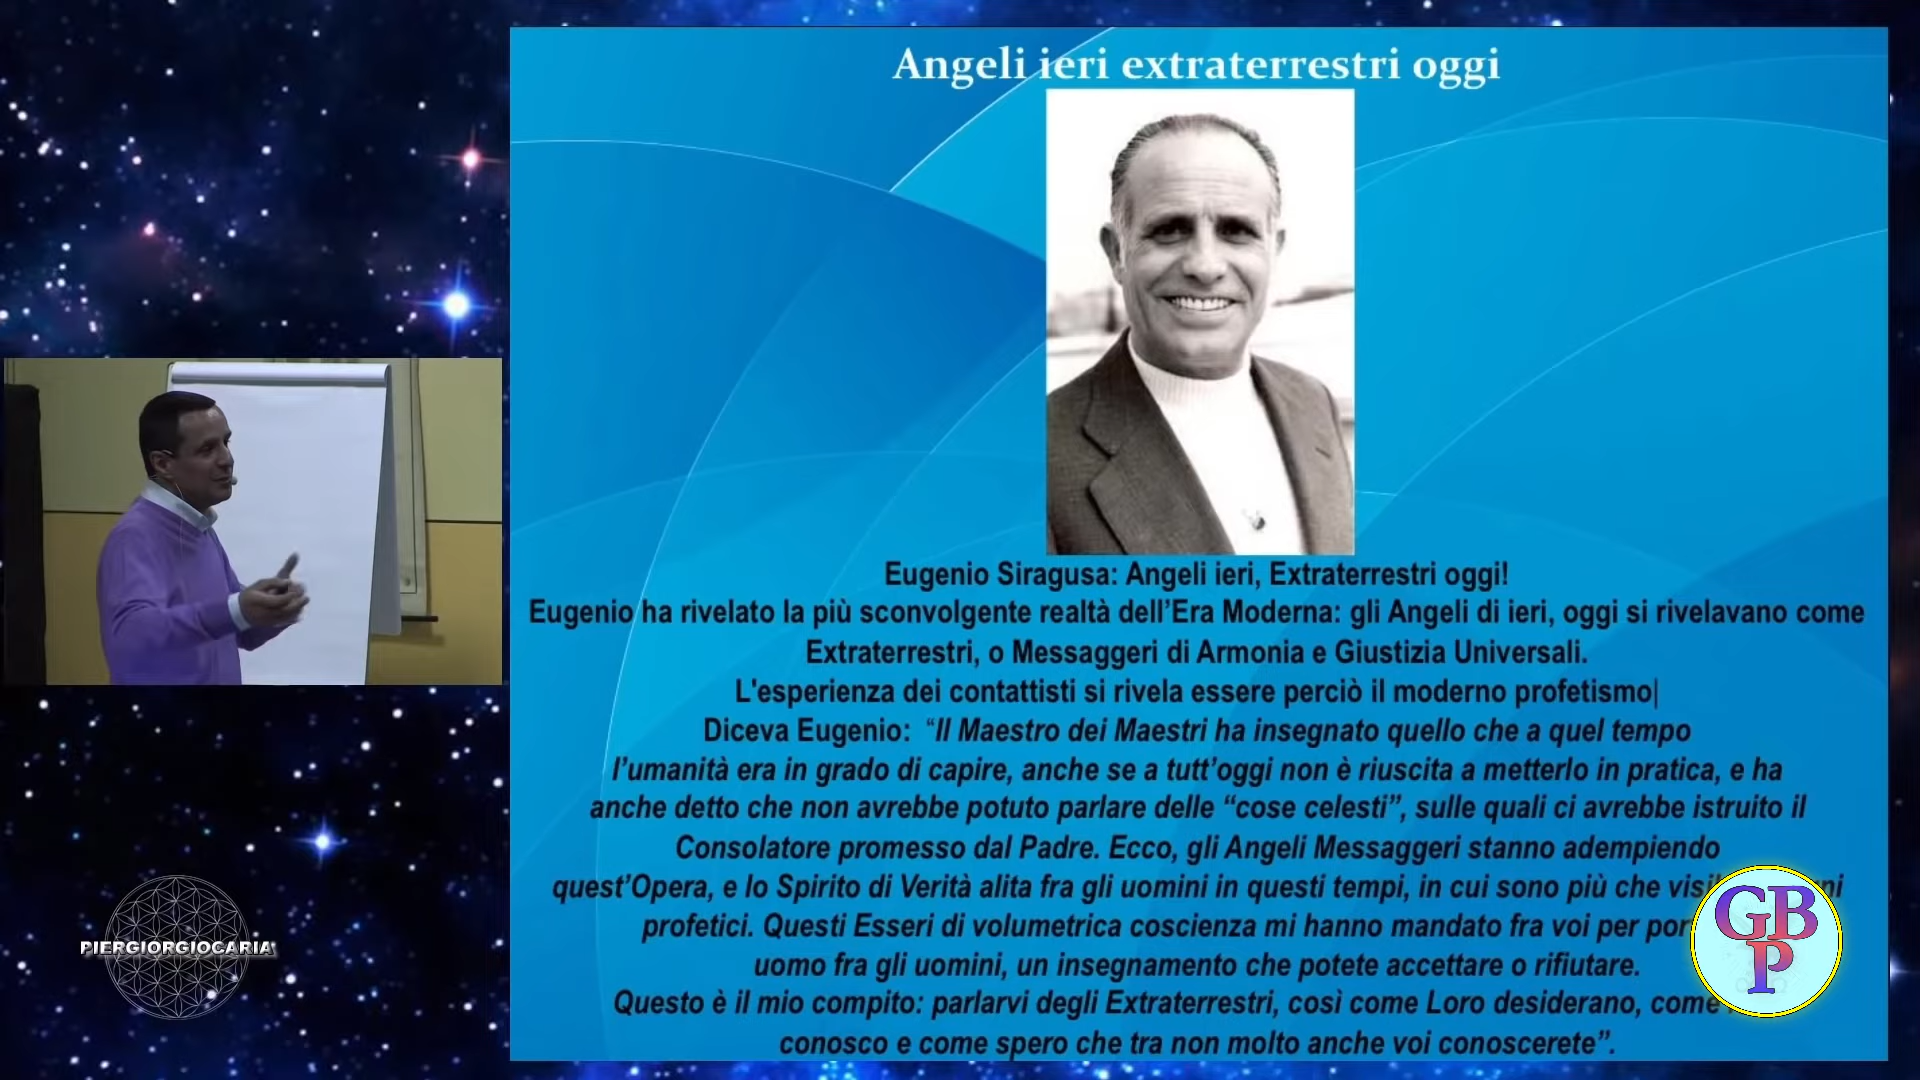 Angeli ieri extraterrestri oggi
Eugenio Siragusa: Angeli ieri, Extraterrestri oggi!
Eugenio ha rivelato la più sconvolgente realtà dell’Era Moderna: gli Angeli di ieri, oggi si rivelavano come
Extraterrestri, o Messaggeri di Armonia e Giustizia Universali.
L'esperienza dei contattisti si rivela essere perciò il moderno profetismo
Diceva Eugenio: “Il Maestro dei Maestri ha insegnato quello che a quel tempo
l’umanità era in grado di capire, anche se a tutt’oggi non è riuscita a metterlo in pratica, e ha
anche detto che non avrebbe potuto parlare delle “cose celesti”, sulle quali ci avrebbe istruito il
Consolatore promesso dal Padre. Ecco, gli Angeli Messaggeri stanno adempiendo
quest’Opera, e lo Spirito di Verità alita fra gli uomini in questi tempi, in cui sono più che
profetici. Questi Esseri di volumetrica coscienza mi hanno mandato fra voi per
uomo fra gli uomini, un insegnamento che potete accettare o rifiutare.
Questo è il mio compito: parlarvi degli Extraterrestri, così come Loro desiderano, come
conosco e come spero che tra non molto anche voi conoscerete”.
PIERGIORGIOCARIA
GBP